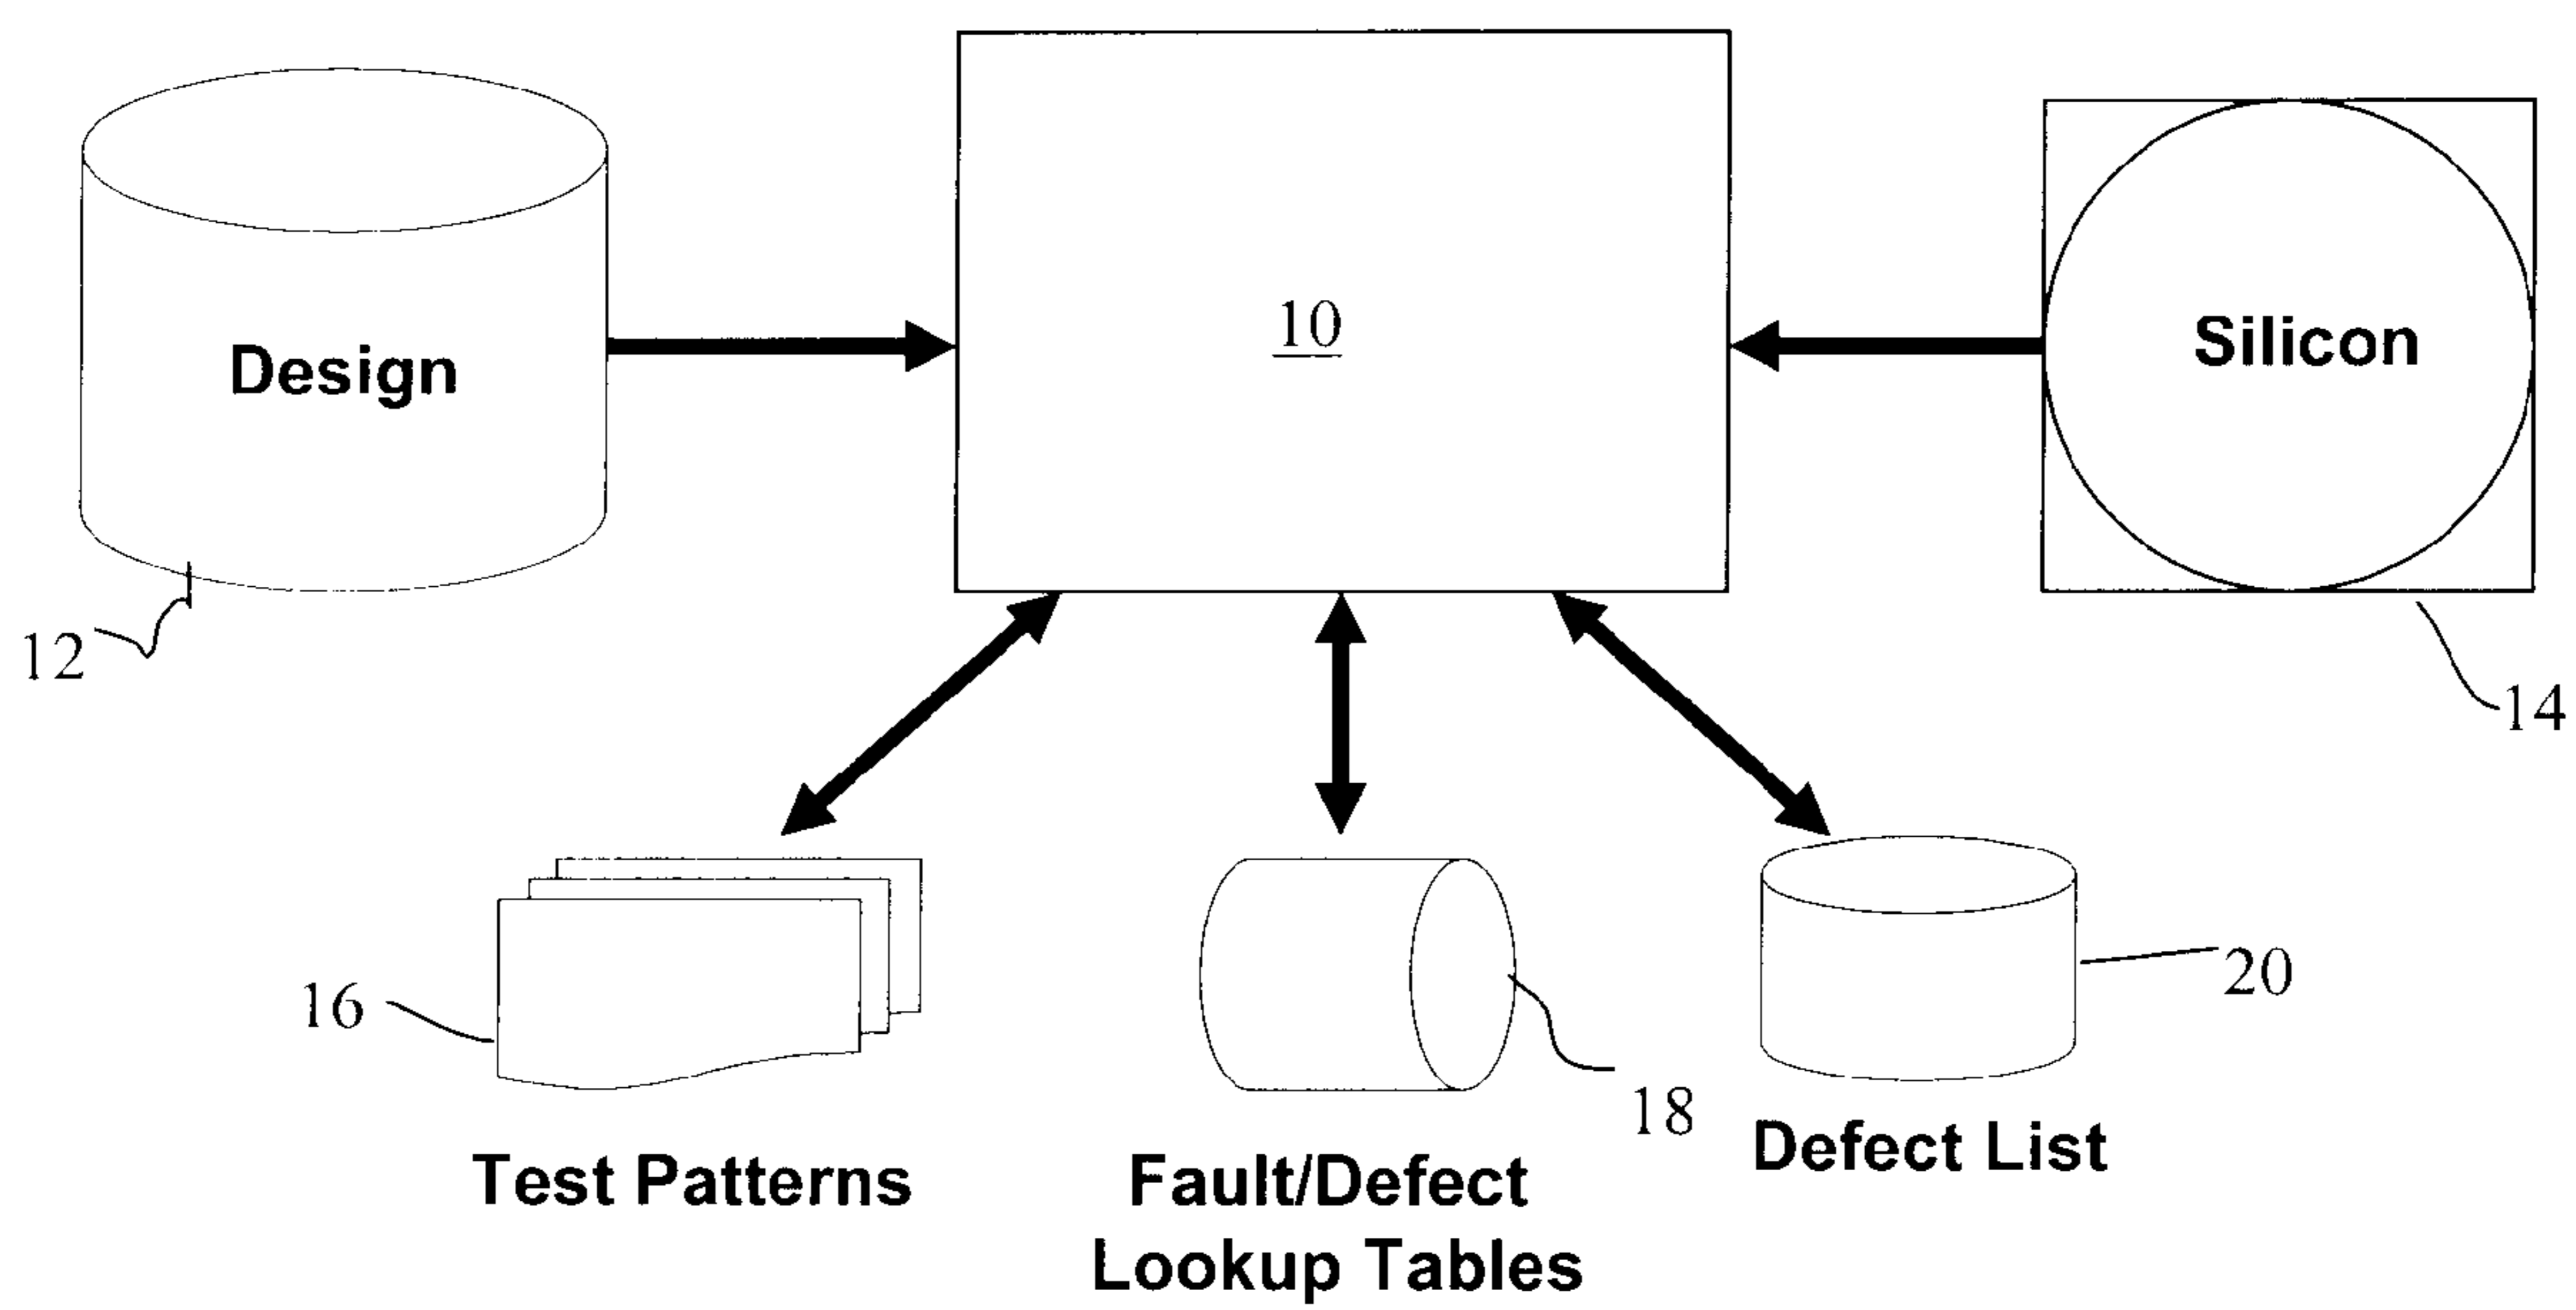 10
Design
Silicon
12
14
16
20
18
Test Patterns
Fault/Defect
Lookup Tables
Defect List